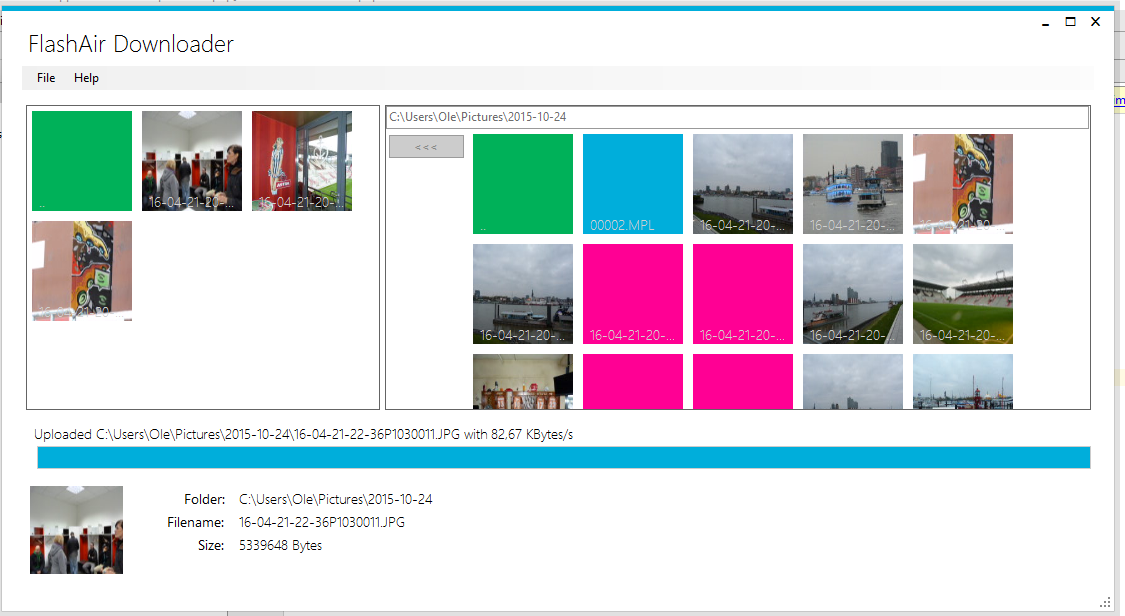 FlashAir Downloader
File Help
C:\Users\Ole\Pictures\2015-10-24
<<<
..
16-04-21-20-...
16-04-21-20-...
..
00002.MPL
16-04-21-20-...
16-04-21-20-...
16-04-21-20-...
16-04-21-20-...
16-04-21-20-...
16-04-21-20-...
16-04-21-20-...
16-04-21-20-...
16-04-21-20-...
Uploaded C:\Users\Ole\Pictures\2015-10-24\16-04-21-22-36P1030011.JPG with 82,67 KBytes/s
Folder: C:\Users\Ole\Pictures\2015-10-24
Filename: 16-04-21-22-36P1030011.JPG
Size: 5339648 Bytes